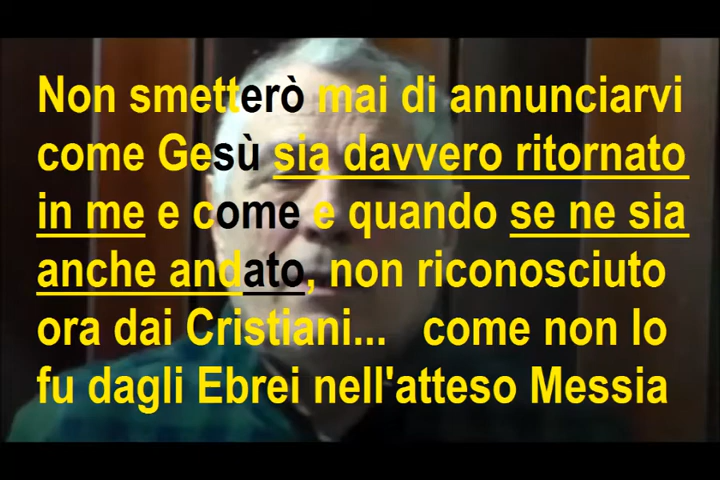 Non smetterò mai di annunciarvi
come Gesù sia davvero ritornato
in me e come e quando se ne sia
anche andato, non riconosciuto
ora dai Cristiani... come non lo
fu dagli Ebrei nell'atteso Messia